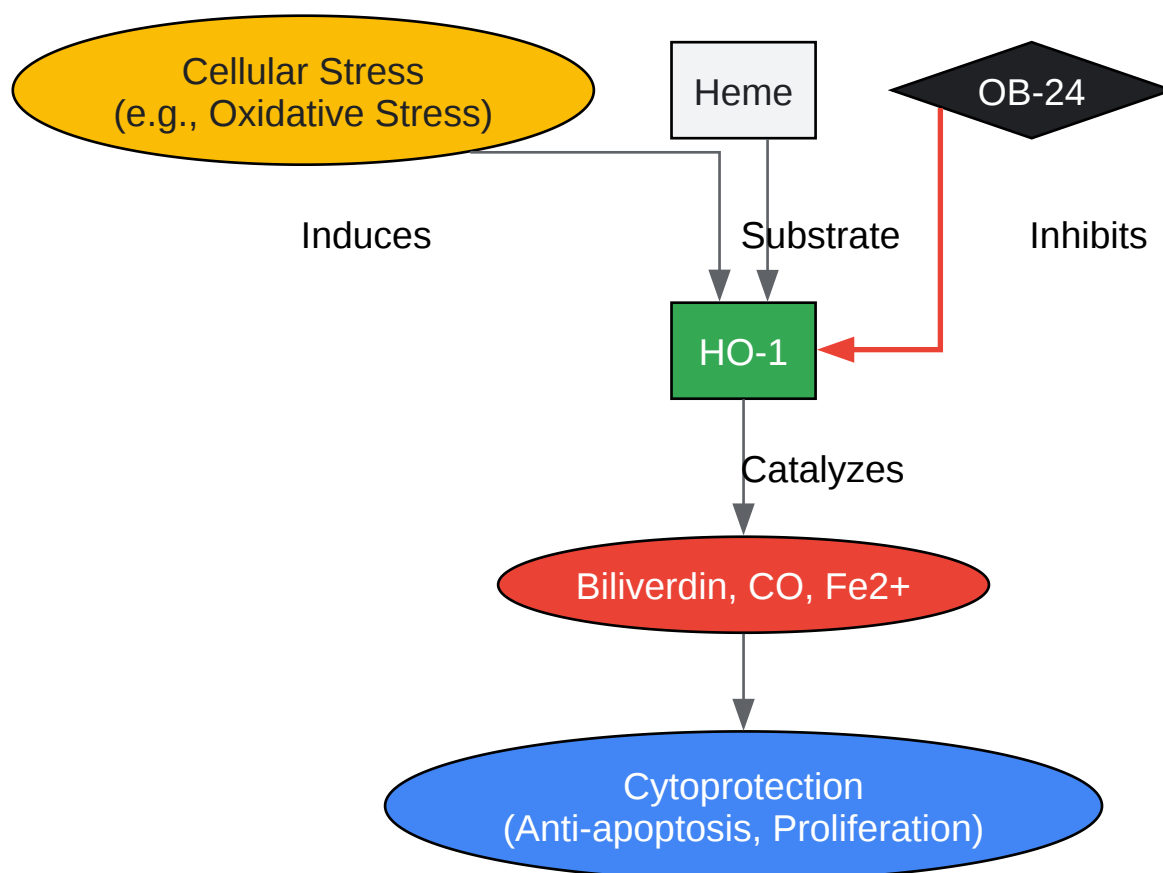 Cellular Stress
(e.g., Oxidative Stress)
Heme
OB-24
Induces
Substrate
Inhibits
HO-1
Catalyzes
Biliverdin, CO, Fe2+
Cytoprotection
(Anti-apoptosis, Proliferation)